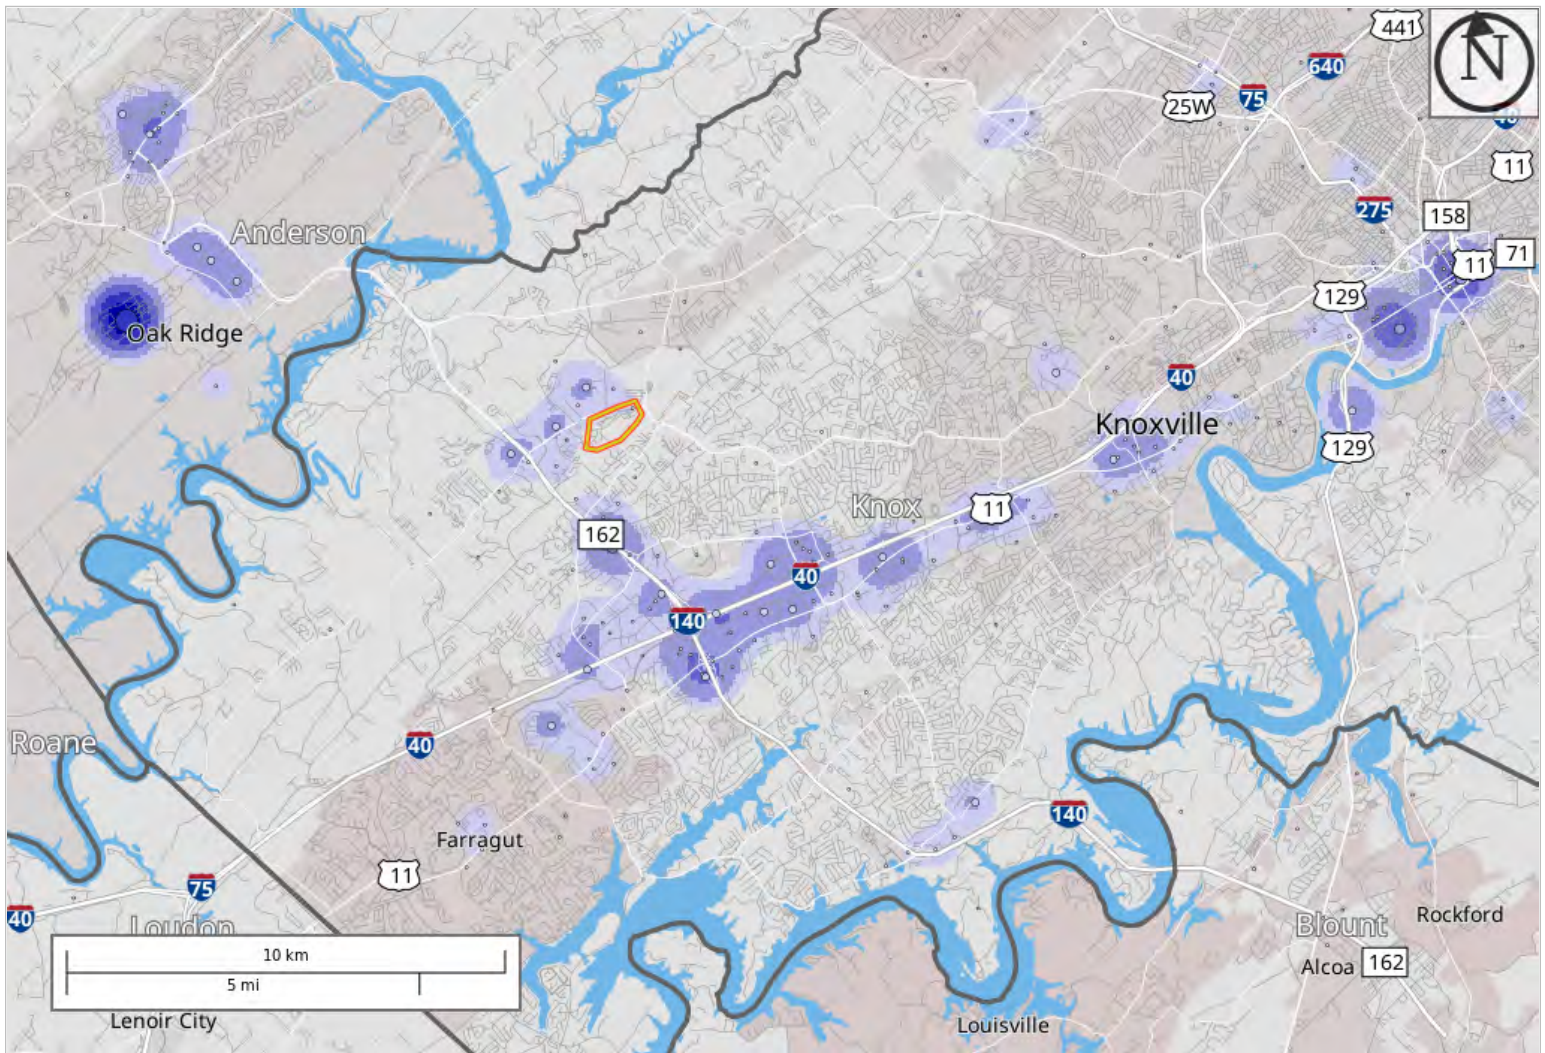 441
N
640
75
25W
40
11
275
158
Anderson
71
11
129
Oak Ridge
40
Knoxville
129
Knox
11
162
40
140
Roane
40
140
Farragut
11
75
40
Loudon
Blount
Rockford
10 km
Alcoa
162
5 mi
Lenoir City
Louisville